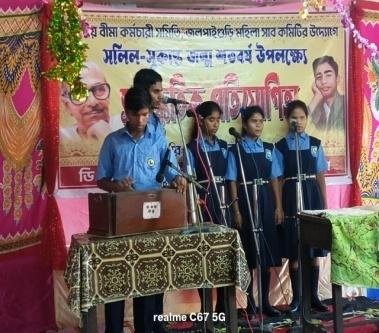 বীমা কর্মচারী সমিতি, জলপাইগুড়ি মহিলা সাব কমিটির উদ্যোগে
সলিল-সুকান্ত জন্ম শতবর্ষ উপলক্ষ্যে
প্রতিযোগিতা
realme C67 5G